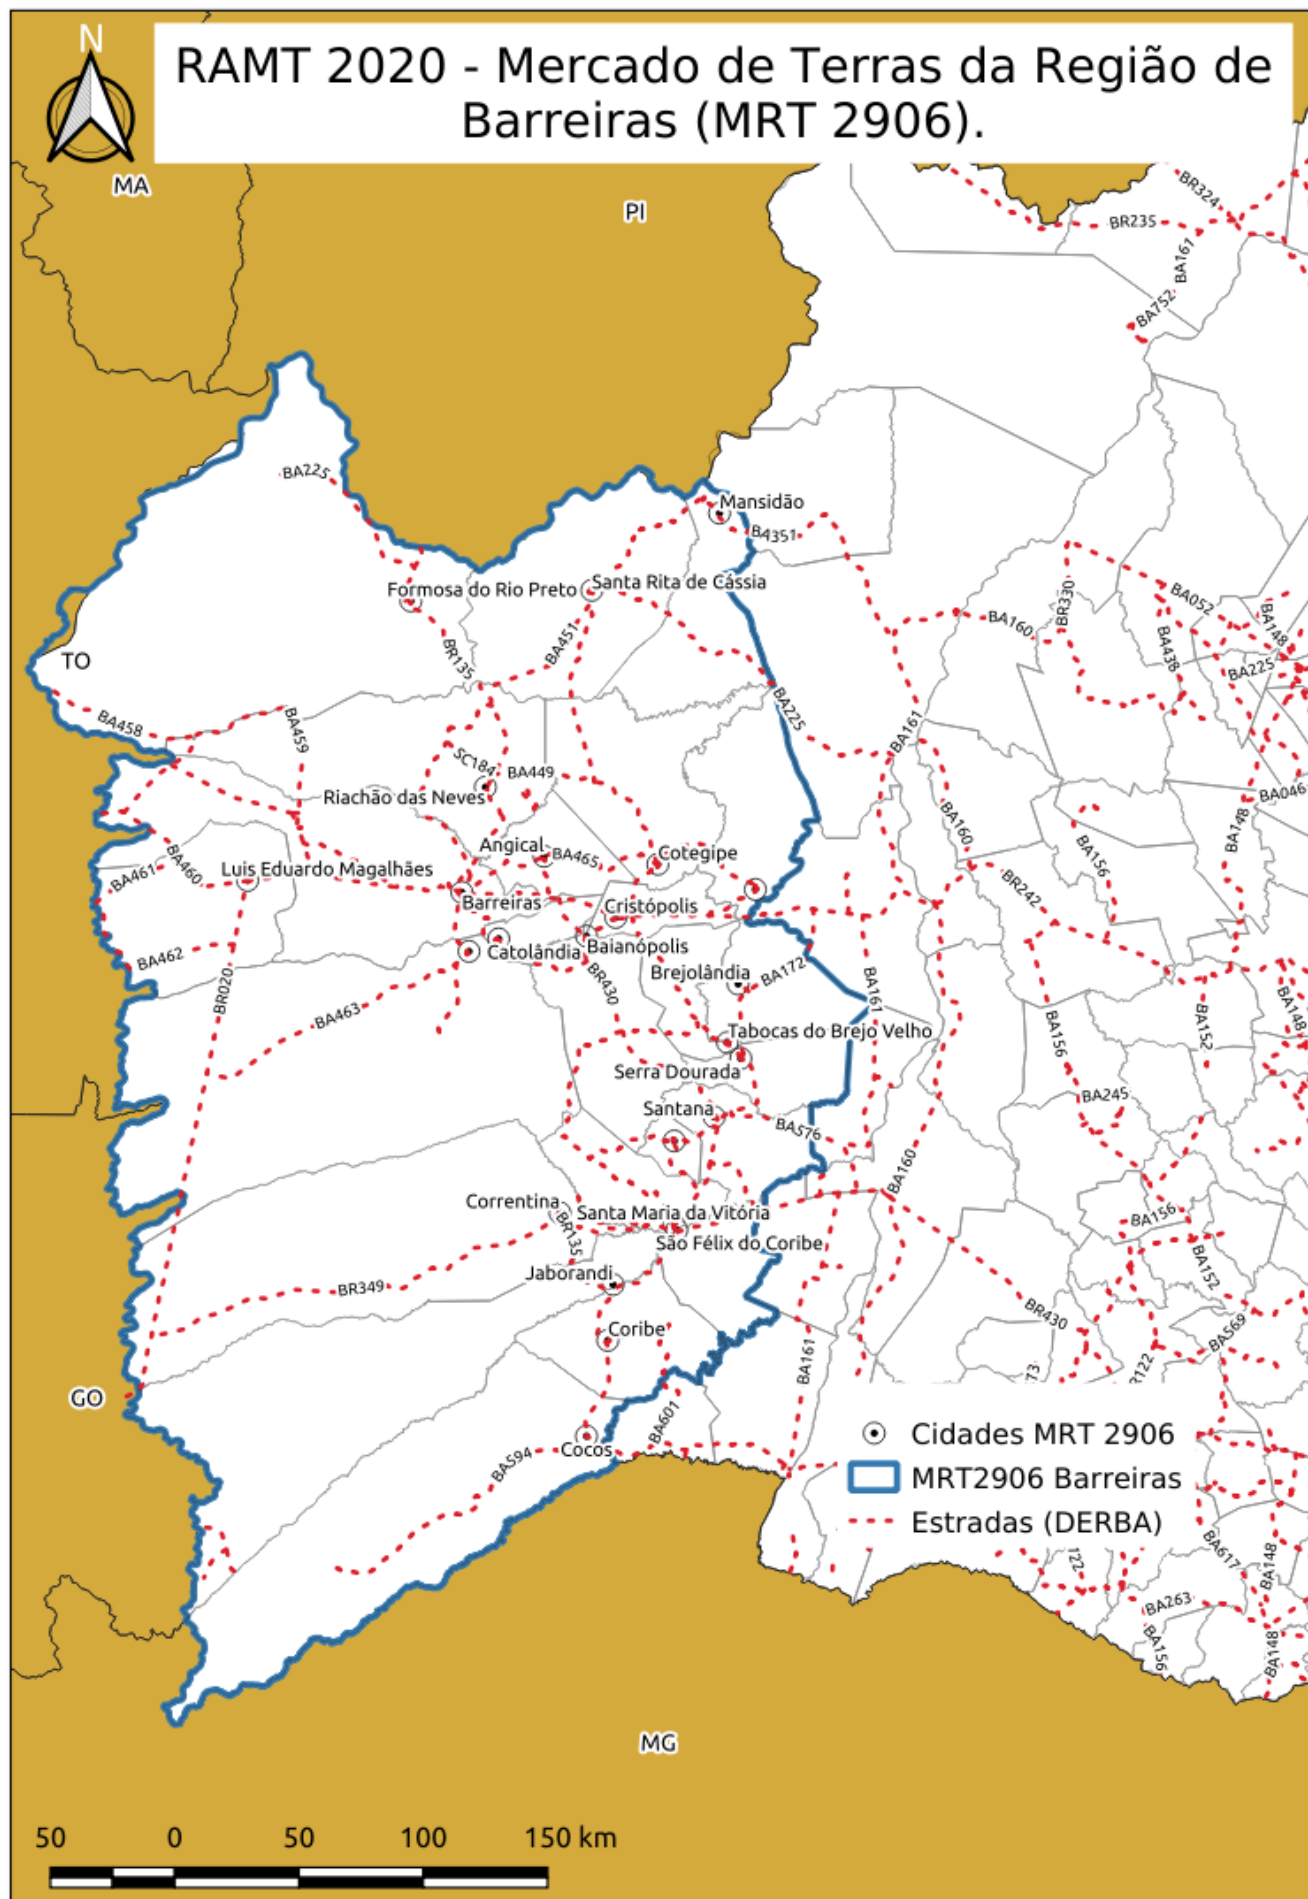 N
RAMT 2020 - Mercado de Terras da Região de
Barreiras (MRT 2906).
MA
PI
BR324
BR235
BA161
BA752
BA225
Mansidão
BA351
Formosa do Rio Preto
Santa Rita de Cássia
BA052
BR330
BA160
BA148
BA451
BR135
BA438
TO
BA225
BA225
BA458
BA459
BA161
SC184
BA449
BA046
Riachão das Neves
BA160
BA148
Angical
BA465
Cotegipe
BA156
BA460
BA461
Luis Eduardo Magalhães
BR242
Barreiras
Cristópolis
Baianópolis
Catolândia
BA462
Brejolândia
BA172
BR020
BR430
BA161
BA463
BA148
BA152
Tabocas do Brejo Velho
BA156
Serra Dourada
BA245
Santana
BA576
BA160
Correntina
Santa Maria da Vitória
BA156
BR135
São Félix do Coribe
BA152
Jaborandi
BR349
BR430
Coribe
BA569
BA161
73
R122
GO
BA601
Cidades MRT 2906
Cocos
BA594
MRT2906 Barreiras
Estradas (DERBA)
BA617
122
BA148
BA263
BA156
BA148
MG
50 0 50 100 150 km